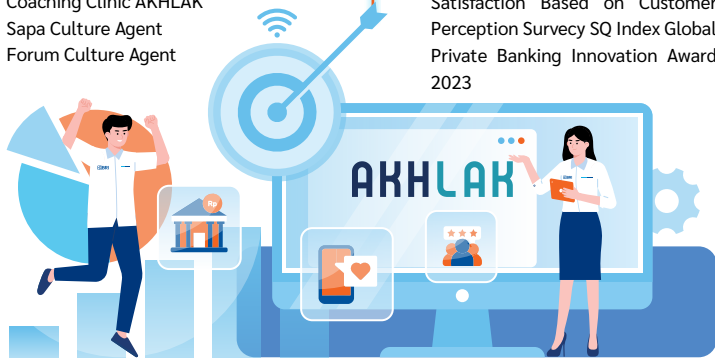 Coaching Clinic AKHLAK
Sapa Culture Agent
Forum Culture Agent
Satisfaction Based on Customer
Perception Survecy SQ Index Global
Private Banking Innovation Award
2023
AKHLAK
Rp